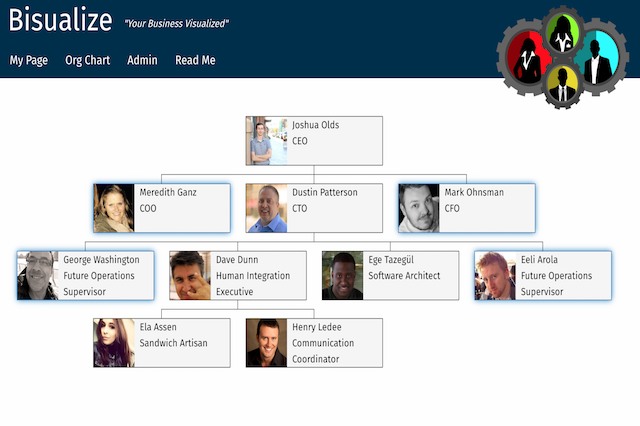 Bisualize "Your Business Visualized"
My Page Org Chart Admin Read Me
Joshua Olds
CEO
Meredith Ganz
COO
Dustin Patterson
CTO
Mark Ohnsman
CFO
George Washington
Future Operations
Supervisor
Dave Dunn
Human Integration
Executive
Ege Tazegül
Software Architect
Eeli Arola
Future Operations
Supervisor
Ela Assen
Sandwich Artisan
Henry Ledee
Communication
Coordinator